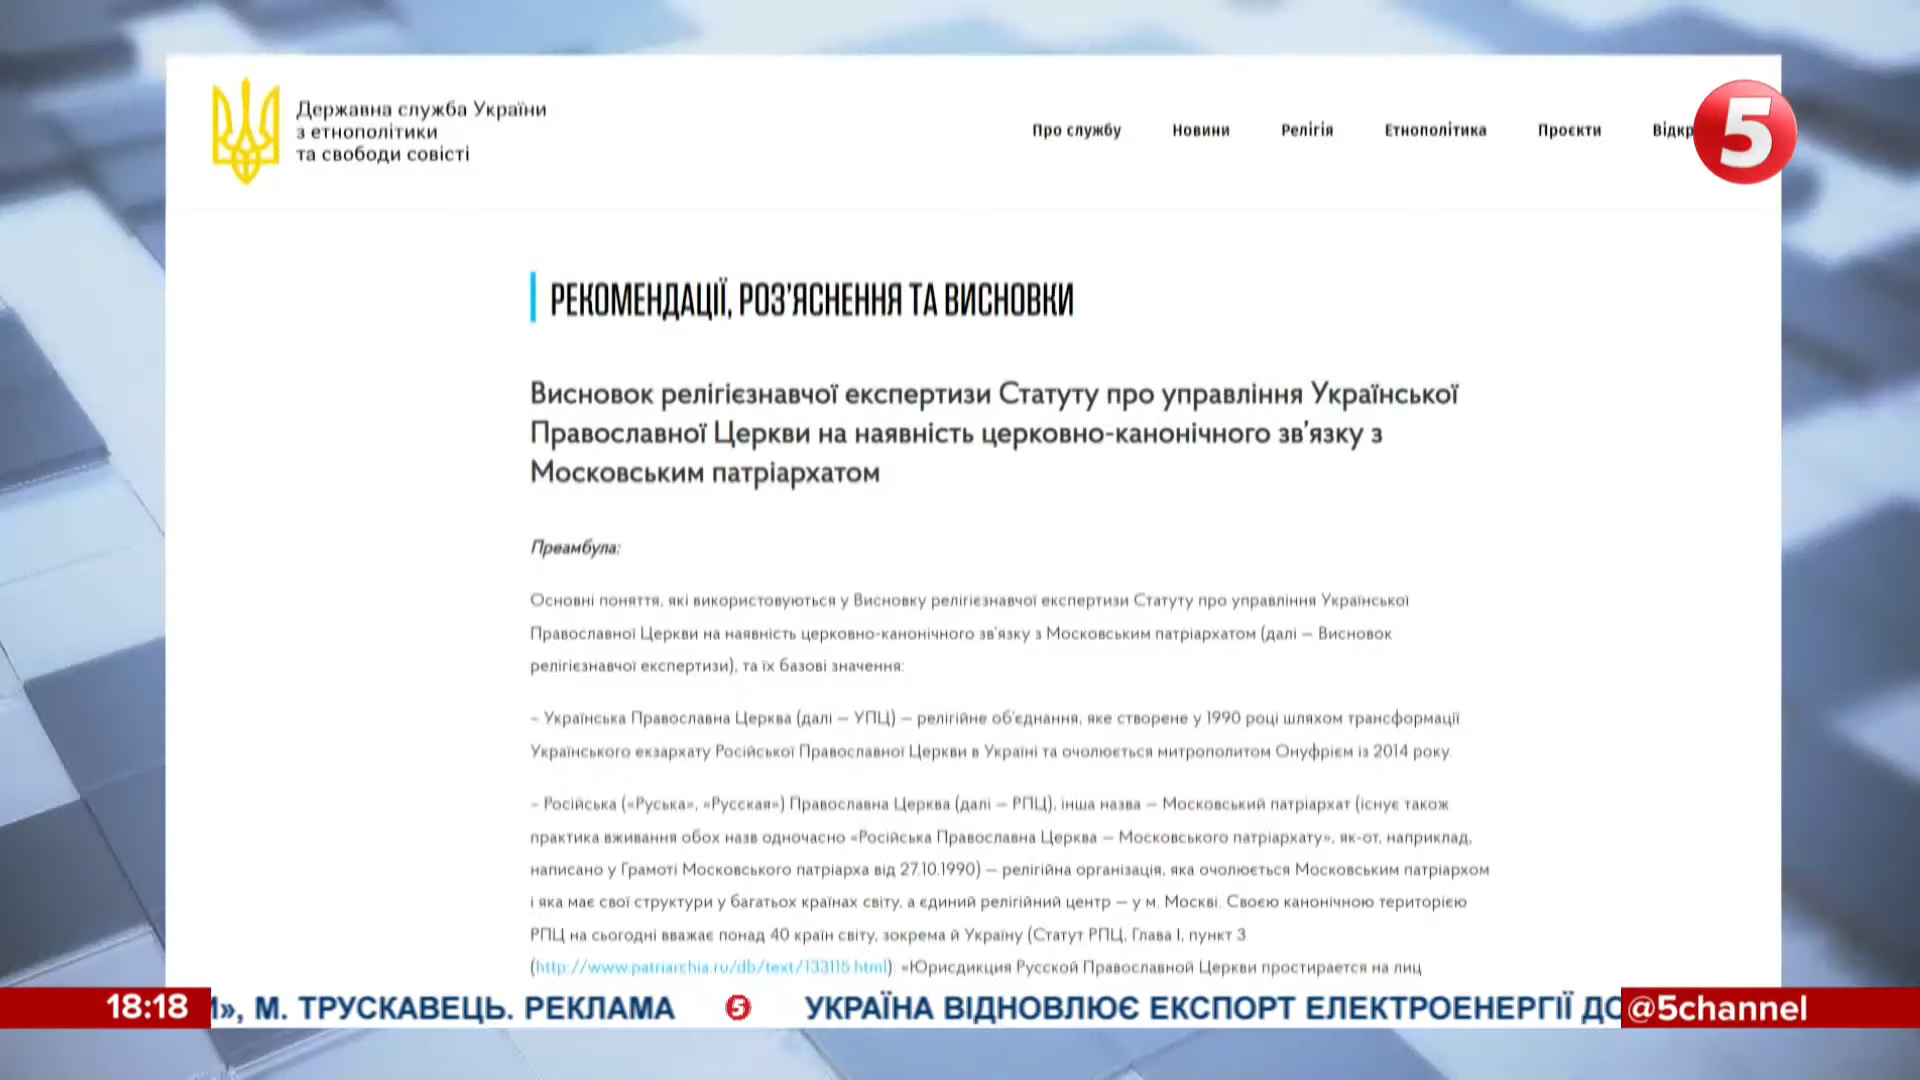 Державна служба України
з етнополітики
та свободи совісті
Про службу Новини Релігія Етнополітика Проєкти Відкр
5
РЕКОМЕНДАЦІЇ, РОЗ'ЯСНЕННЯ ТА ВИСНОВКИ
Висновок релігієзнавчої експертизи Статуту про управління Української
Православної Церкви на наявність церковно-канонічного зв'язку з
Московським патріархатом
Преамбула:
Основні поняття, які використовуються у Висновку релігієзнавчої експертизи Статуту про управління Української
Православної Церкви на наявність церковно-канонічного зв'язку з Московським патріархатом (далі – Висновок
релігієзнавчої експертизи), та їх базові значення:
– Українська Православна Церква (далі – УПЦ) – релігійне об'єднання, яке створене у 1990 році шляхом трансформації
Українського екзархату Російської Православної Церкви в Україні та очолюється митрополитом Онуфрієм із 2014 року.
– Російська («Руська», «Русская») Православна Церква (далі – РПЦ), інша назва – Московський патріархат (існує також
практика вживання обох назв одночасно «Російська Православна Церква – Московського патріархату», як-от, наприклад,
написано у Грамоті Московського патріарха від 27.10.1990) – релігійна організація, яка очолюється Московським патріархом
і яка має свої структури у багатьох країнах світу, а єдиний релігійний центр – у м. Москві. Своєю канонічною територією
РПЦ на сьогодні вважає понад 40 країн світу, зокрема й Україну (Статут РПЦ, Глава I, пункт 3
(http://www.patriarchia.ru/db/text/133115.html): «Юрисдикция Русской Православной Церкви простирается на лиц
18:18 И», М. ТРУСКАВЕЦЬ. РЕКЛАМА 5 УКРАЇНА ВІДНОВЛЮЄ ЕКСПОРТ ЕЛЕКТРОЕНЕРГІЇ ДО @5channel